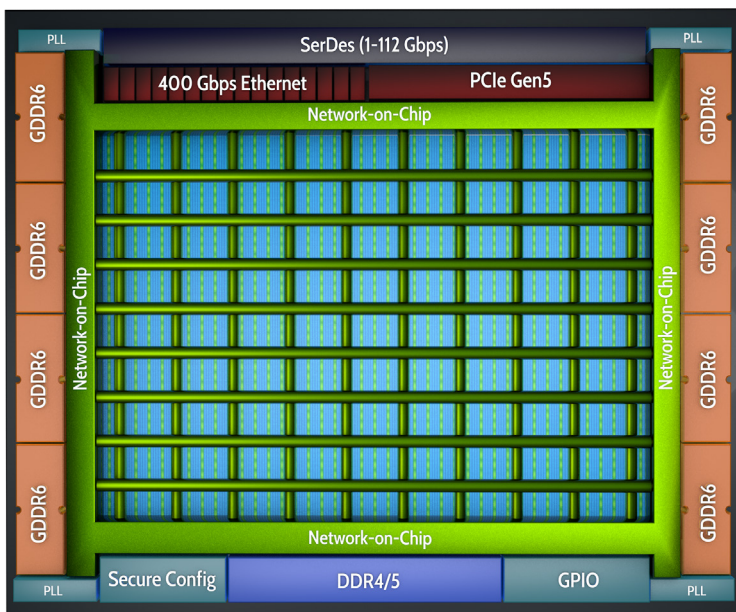 PLL
SerDes (1-112 Gbps)
PLL
400 Gbps Ethernet
PCIe Gen5
Network-on-Chip
GDDR6
GDDR6
GDDR6
GDDR6
Network-on-Chip
Network-on-Chip
GDDR6
GDDR6
GDDR6
GDDR6
Network-on-Chip
PLL
Secure Config
DDR4/5
GPIO
PLL